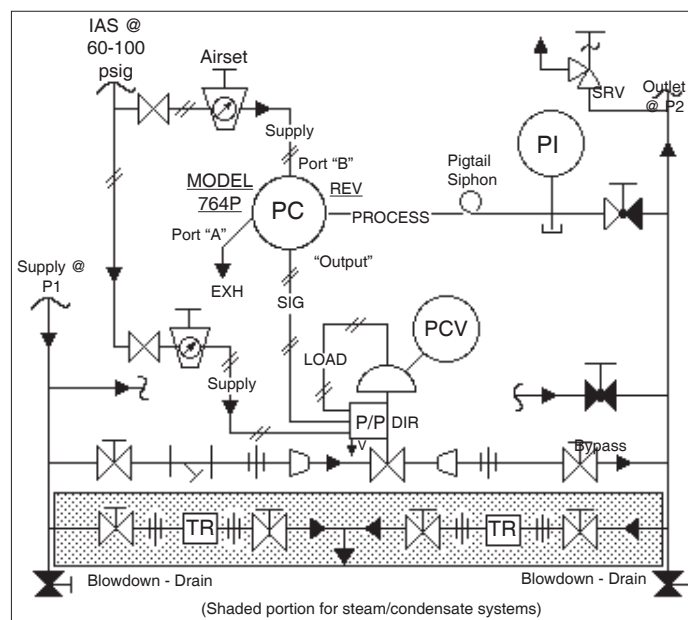 IAS @
60-100
psig
Airset
SRV
Outlet
@ P2
Supply
Port "B"
PI
MODEL
764P
REV
PC
Pigtail
Siphon
PROCESS
Port "A"
"Output"
Supply @
P1
EXH
SIG
PCV
LOAD
Supply
P/P
DIR
V
Bypass
TR
TR
Blowdown - Drain
Blowdown - Drain
(Shaded portion for steam/condensate systems)